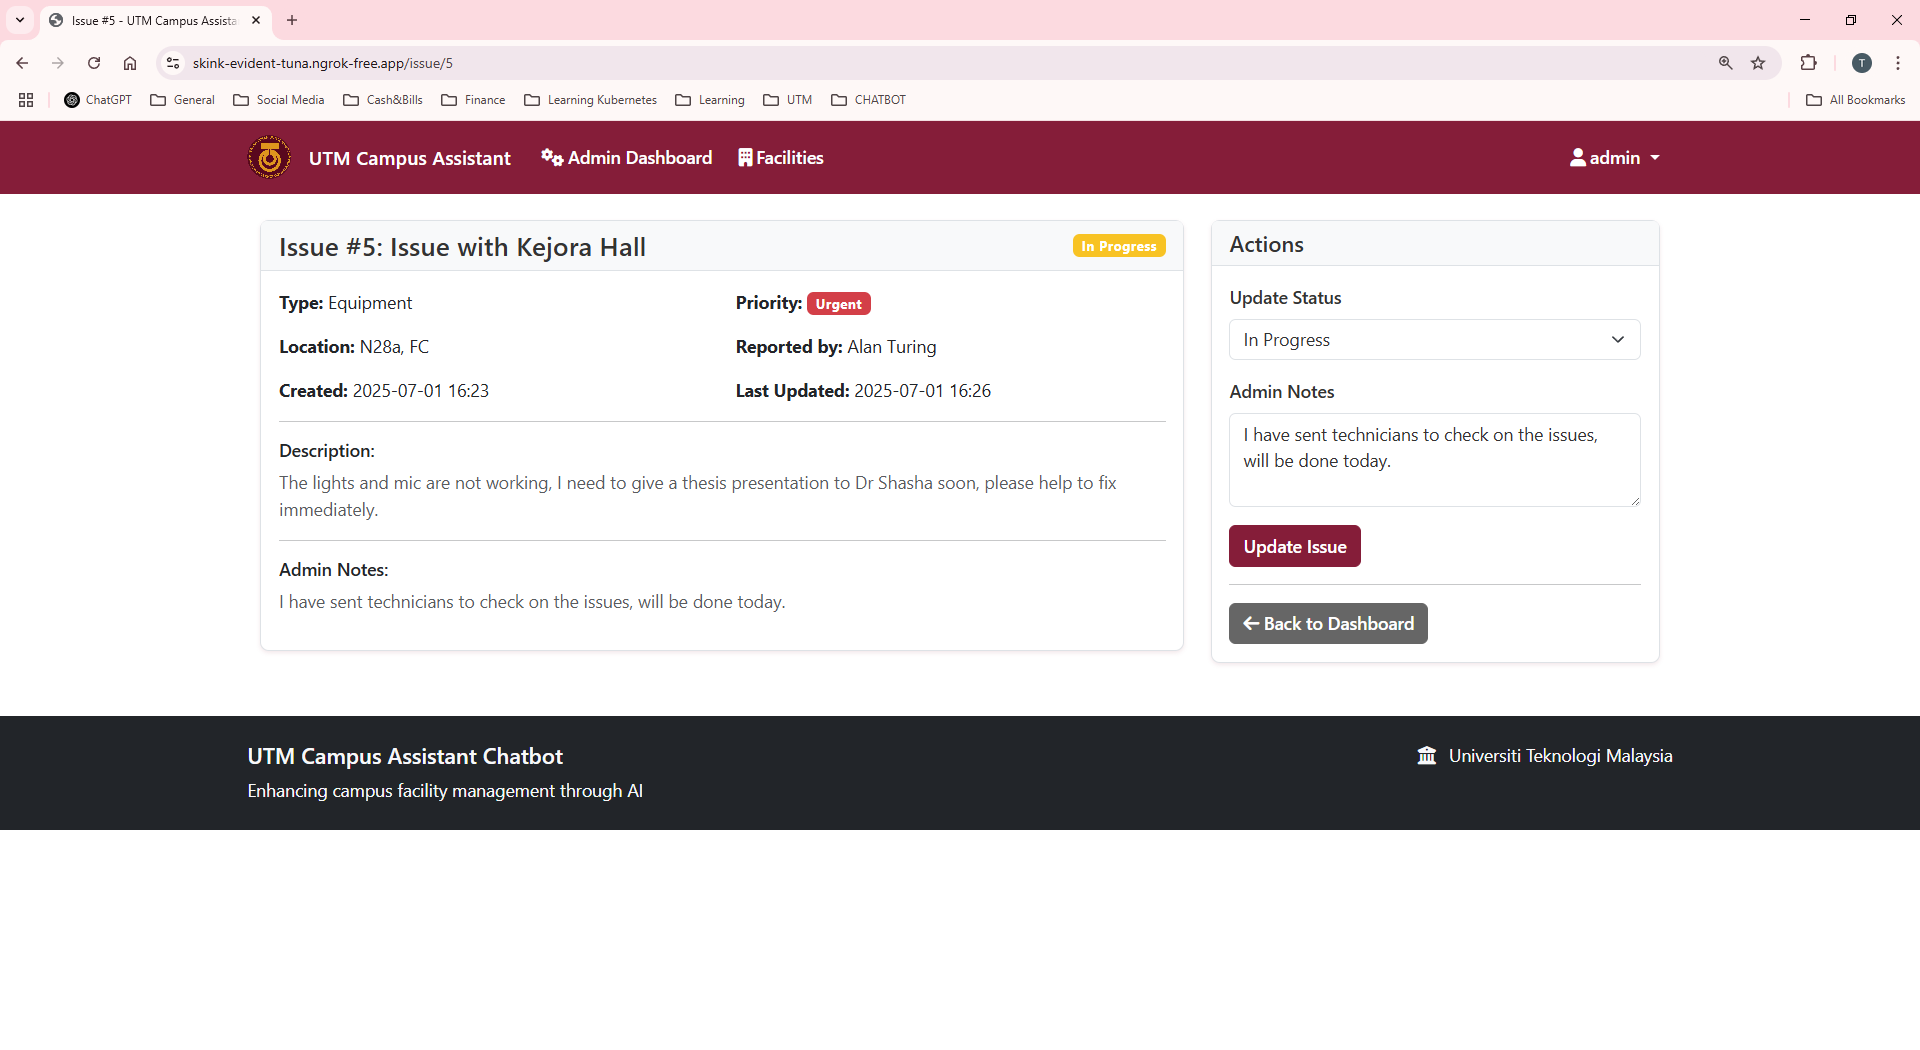 Issue #5 - UTM Campus Assista
skink-evident-tuna.ngrok-free.app/issue/5
T
ChatGPT
General
Social Media
Cash&Bills
Finance
Learning Kubernetes
Learning
UTM
CHATBOT
All Bookmarks
UTM Campus Assistant
Admin Dashboard
Facilities
admin
Issue #5: Issue with Kejora Hall
In Progress
Type: Equipment
Priority: Urgent
Location: N28a, FC
Reported by: Alan Turing
Created: 2025-07-01 16:23
Last Updated: 2025-07-01 16:26
Description:
The lights and mic are not working, I need to give a thesis presentation to Dr Shasha soon, please help to fix
immediately.
Admin Notes:
I have sent technicians to check on the issues, will be done today.
Actions
Update Status
In Progress
Admin Notes
I have sent technicians to check on the issues,
will be done today.
Update Issue
Back to Dashboard
UTM Campus Assistant Chatbot
Enhancing campus facility management through AI
Universiti Teknologi Malaysia